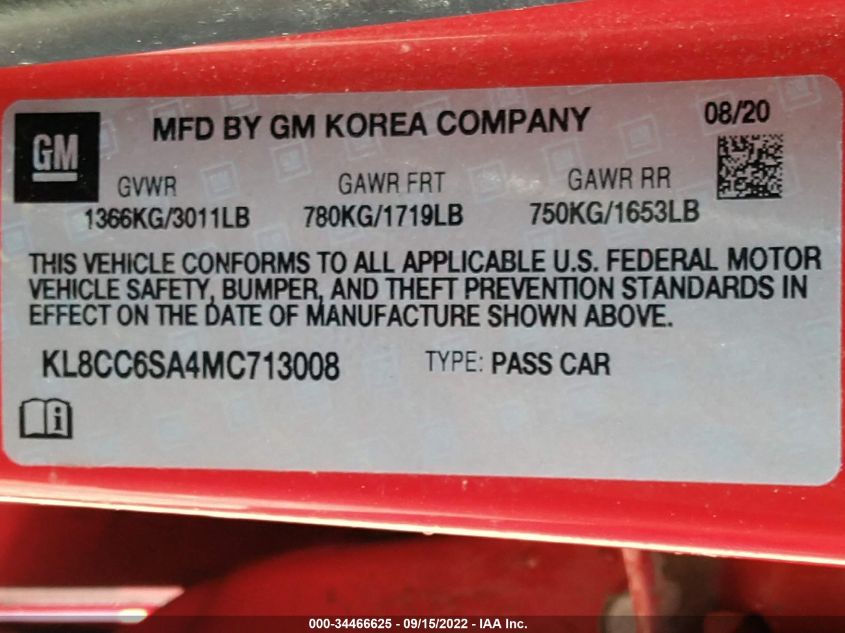 GM
MFD BY GM KOREA COMPANY
08/20
GVWR
GAWR FRT
GAWR RR
1366KG/3011LB
780KG/1719LB
750KG/1653LB
THIS VEHICLE CONFORMS TO ALL APPLICABLE U.S. FEDERAL MOTOR
VEHICLE SAFETY, BUMPER, AND THEFT PREVENTION STANDARDS IN
EFFECT ON THE DATE OF MANUFACTURE SHOWN ABOVE.
KL8CC6SA4MC713008
TYPE: PASS CAR
i
000-34466625 - 09/15/2022 - IAA Inc.